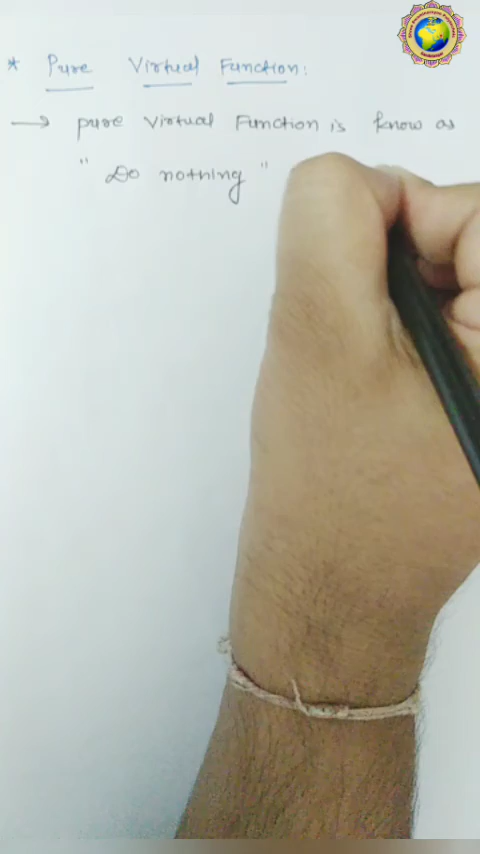 * Pure Virtual Function:
→ pure virtual Function is know as
" Do nothing "